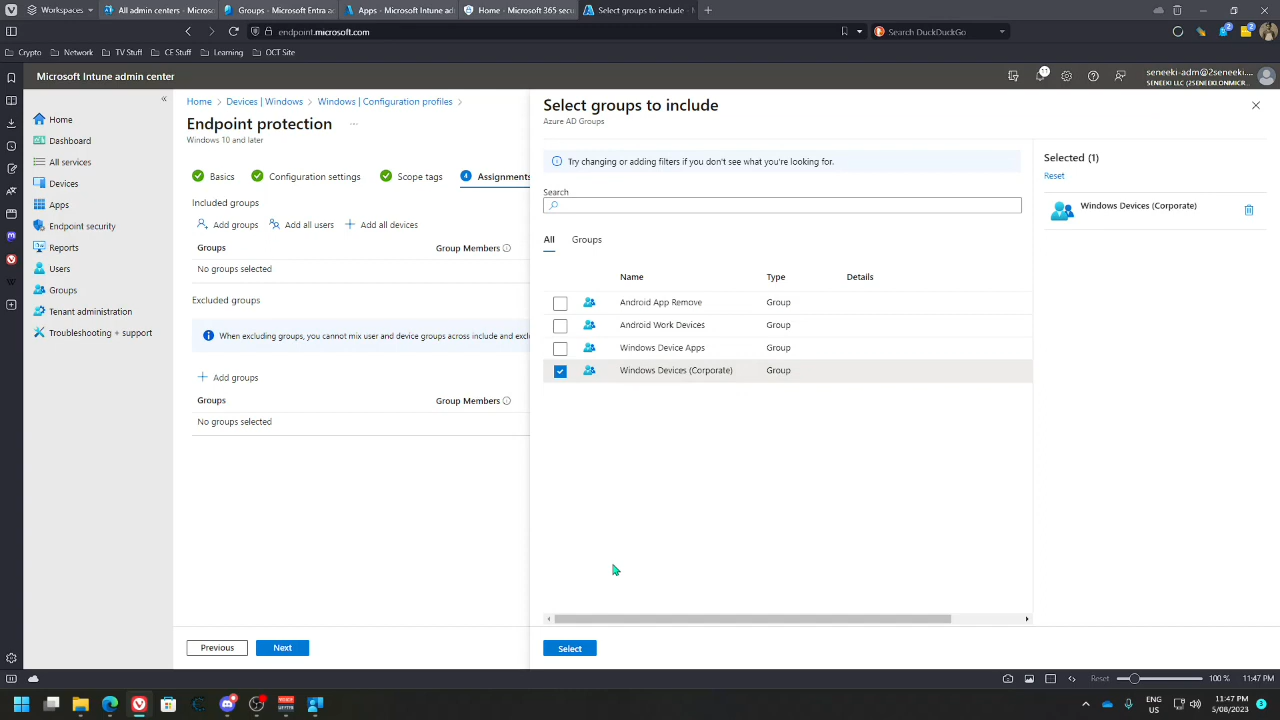 Workspaces
All admin centers - Micros
Groups - Microsoft Entra a
Apps - Microsoft Intune adm
Home - Microsoft 365 secu
Select groups to include - M
endpoint.microsoft.com
Search DuckDuckGo
Crypto
Network
TV Stuff
CE Stuff
Learning
OCT Site
Microsoft Intune admin center
seneeki-adm@2seneeki....
SENEEKI LLC (2SENEEKI.ONMICR...
Home
Dashboard
All services
Devices
Apps
Endpoint security
Reports
Users
Groups
Tenant administration
Troubleshooting + support
Home > Devices | Windows > Windows | Configuration profiles >
Endpoint protection ...
Windows 10 and later
Basics
Configuration settings
Scope tags
4 Assignments
Included groups
Add groups
Add all users
Add all devices
Groups
Group Members
No groups selected
Excluded groups
When excluding groups, you cannot mix user and device groups across include and excl
Add groups
Groups
Group Members
No groups selected
Previous
Next
Select groups to include
Azure AD Groups
Try changing or adding filters if you don't see what you're looking for.
Search
All
Groups
Name
Type
Details
Android App Remove
Group
Android Work Devices
Group
Windows Device Apps
Group
Windows Devices (Corporate)
Group
Select
Selected (1)
Reset
Windows Devices (Corporate)
Reset
100 %
11:47 PM
ENG
US
11:47 PM
5/08/2023